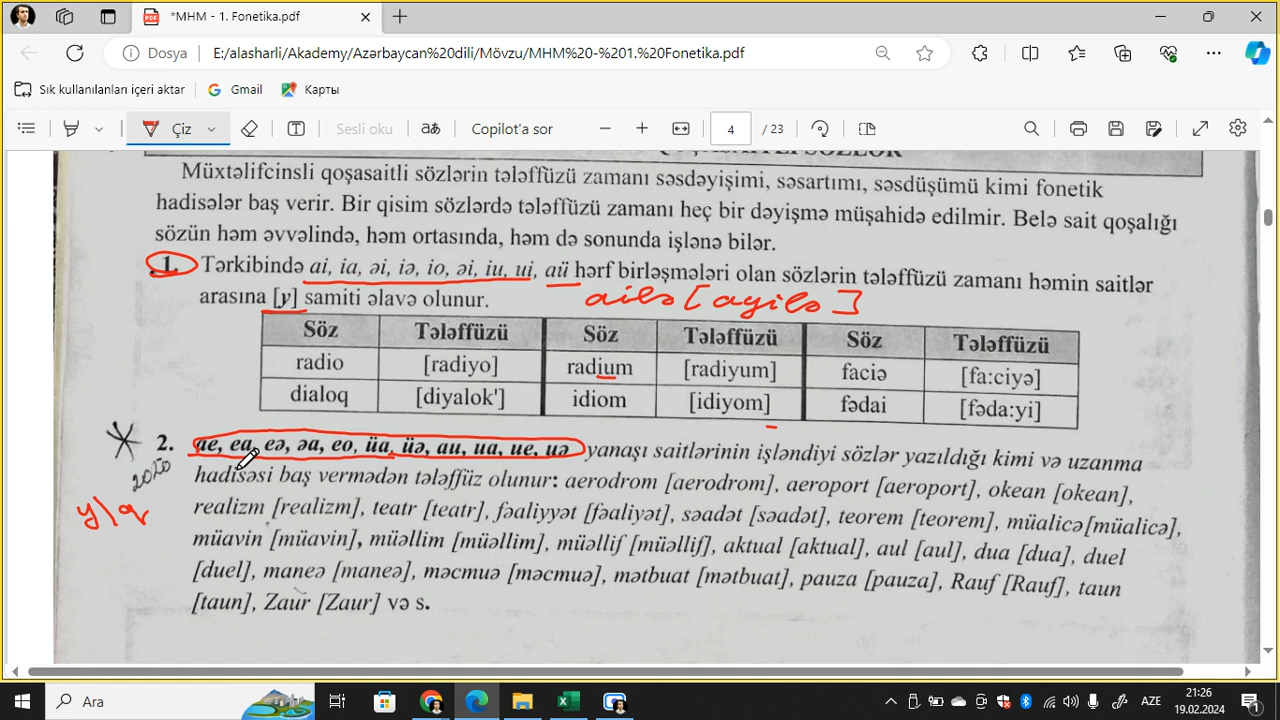 *MHM - 1. Fonetika.pdf
Dosya E:/alasharli/Akademy/Azərbaycan%20dili/Mövzu/MHM%20-%201.%20Fonetika.pdf
Sık kullanılanları içeri aktar Gmail Карты
Çiz Sesli oku aあ Copilot'a sor 4 / 23
QOŞASAİTLİ SÖZLƏR
Müxtəlifcinsli qoşasaitli sözlərin tələffüzü zamanı səsdəyişimi, səsartımı, səsdüşümü kimi fonetik
hadisələr baş verir. Bir qisim sözlərdə tələffüzü zamanı heç bir dəyişmə müşahidə edilmir. Belə sait qoşalığı
sözün həm əvvəlində, həm ortasında, həm də sonunda işlənə bilər.
1. Tərkibində ai, ia, əi, iə, io, əi, iu, ui, aü hərf birləşmələri olan sözlərin tələffüzü zamanı həmin saitlər
arasına [y] samiti əlavə olunur. ailə [ayilə]
Söz Tələffüzü Söz Tələffüzü Söz Tələffüzü
radio [radiyo] radium [radiyum] faciə [fa:ciyə]
dialoq [diyalok'] idiom [idiyom] fədai [fəda:yi]
2. ae, ea, eə, əa, eo, üa, üə, au, ua, ue, uə yanaşı saitlərinin işləndiyi sözlər yazıldığı kimi və uzanma
hadisəsi baş vermədən tələffüz olunur: aerodrom [aerodrom], aeroport [aeroport], okean [okean],
realizm [realizm], teatr [teatr], fəaliyyət [fəaliyət], səadət [səadət], teorem [teorem], müalicə[müalicə],
müavin [müavin], müəllim [müəllim], müəllif [müəllif], aktual [aktual], aul [aul], dua [dua], duel
[duel], maneə [maneə], məcmuə [məcmuə], mətbuat [mətbuat], pauza [pauza], Rauf [Rauf], taun
[taun], Zaur [Zaur] və s.
y\q
Ara AZE 21:26
19.02.2024